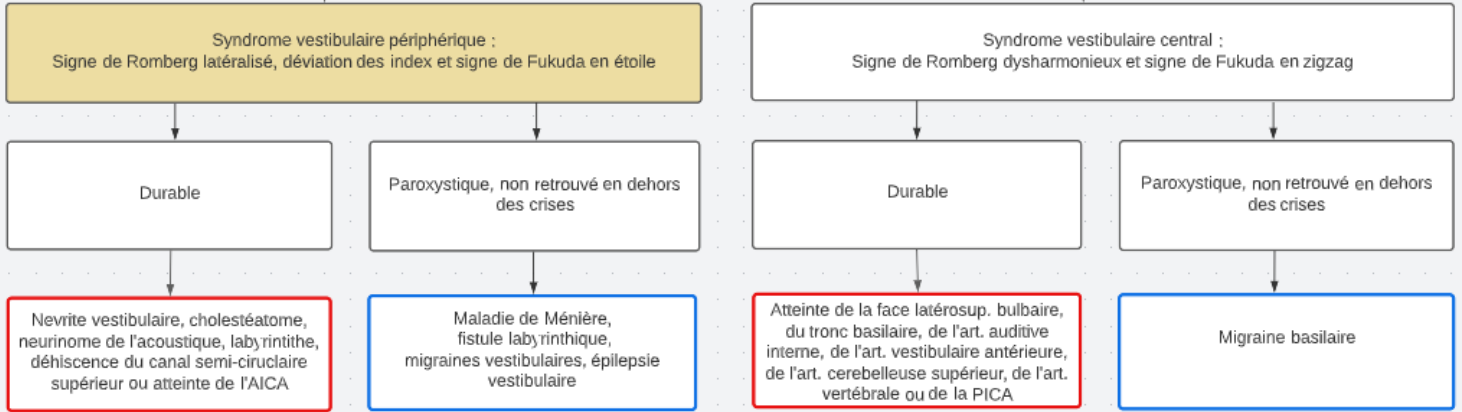 Syndrome vestibulaire périphérique :
Signe de Romberg latéralisé, déviation des index et signe de Fukuda en étoile
Syndrome vestibulaire central :
Signe de Romberg dysharmonieux et signe de Fukuda en zigzag
Durable
Paroxystique, non retrouvé en dehors
des crises
Durable
Paroxystique, non retrouvé en dehors
des crises
Nevrite vestibulaire, cholestéatome,
neurinome de l'acoustique, labyrintithe,
déhiscence du canal semi-ciruclaire
supérieur ou atteinte de l'AICA
Maladie de Ménière,
fistule labyrinthique,
migraines vestibulaires, épilepsie
vestibulaire
Atteinte de la face latérosup. bulbaire,
du tronc basilaire, de l'art. auditive
interne, de l'art. vestibulaire antérieure,
de l'art. cerebelleuse supérieur, de l'art.
vertébrale ou de la PICA
Migraine basilaire